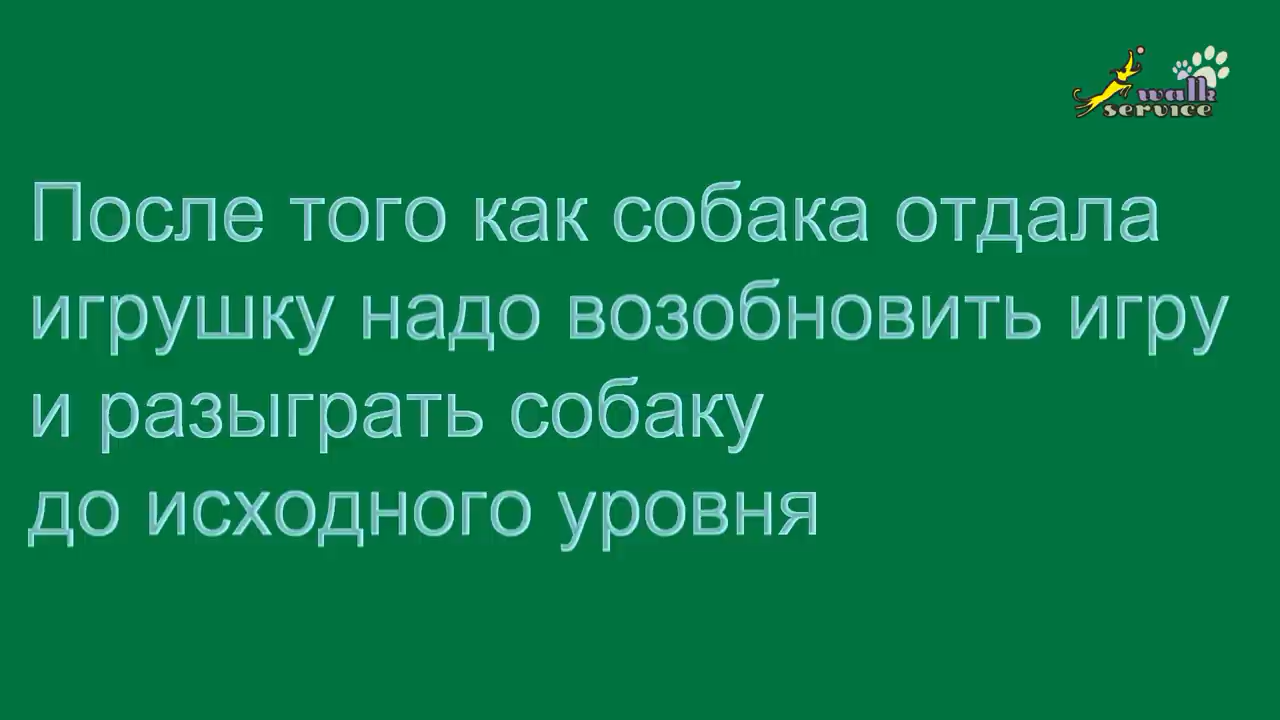 walk
service
После того как собака отдала
игрушку надо возобновить игру
и разыграть собаку
до исходного уровня